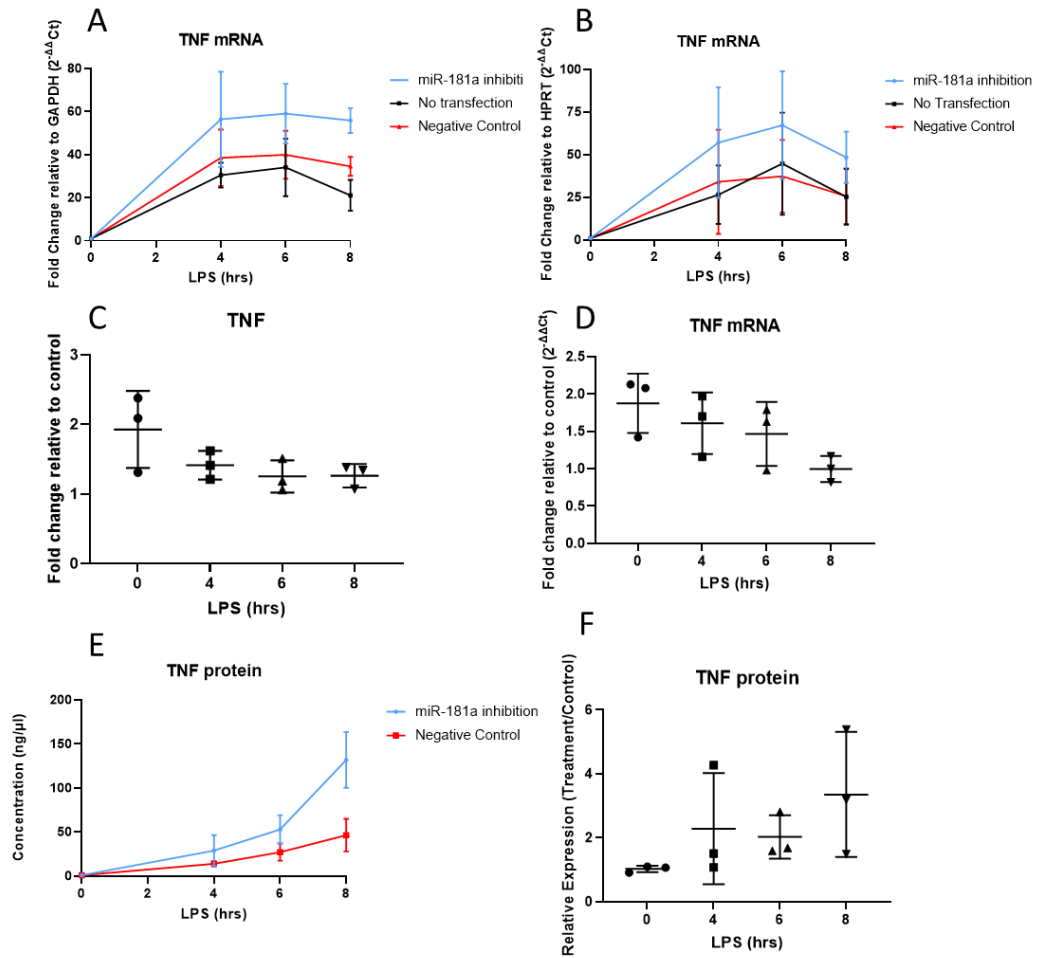 A
TNF mRNA
Fold Change relative to GAPDH (2^-ΔΔCt)
80
60
40
20
0
0 2 4 6 8
LPS (hrs)
miR-181a inhibiti
No transfection
Negative Control
B
TNF mRNA
Fold Change relative to HPRT (2^-ΔΔCt)
100
75
50
25
0
0 2 4 6 8
LPS (hrs)
miR-181a inhibition
No Transfection
Negative Control
C
TNF
Fold change relative to control
3
2
1
0
0 4 6 8
LPS (hrs)
D
TNF mRNA
Fold change relative to control (2^-ΔΔCt)
2.5
2.0
1.5
1.0
0.5
0.0
0 4 6 8
LPS (hrs)
E
TNF protein
Concentration (ng/µl)
200
150
100
50
0
0 2 4 6 8
LPS (hrs)
miR-181a inhibition
Negative Control
F
TNF protein
Relative Expression (Treatment/Control)
6
4
2
0
0 4 6 8
LPS (hrs)